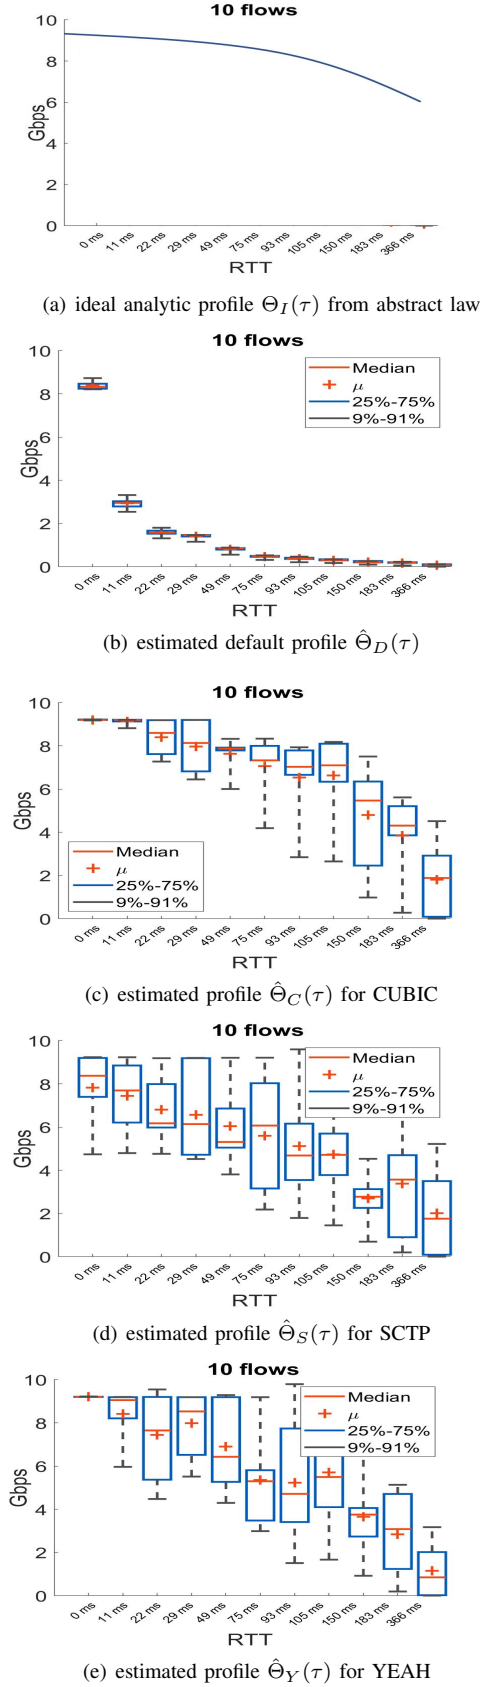 10 flows
10
8
6
4
2
0
Gbps
0 ms 11 ms 22 ms 29 ms 49 ms 75 ms 93 ms 105 ms 150 ms 183 ms 366 ms
RTT
(a) ideal analytic profile Θ_I(τ) from abstract law
10 flows
10
8
6
4
2
0
Gbps
Median
μ
25%-75%
9%-91%
0 ms 11 ms 22 ms 29 ms 49 ms 75 ms 93 ms 105 ms 150 ms 183 ms 366 ms
RTT
(b) estimated default profile Θ̂_D(τ)
10 flows
10
8
6
4
2
0
Gbps
Median
μ
25%-75%
9%-91%
0 ms 11 ms 22 ms 29 ms 49 ms 75 ms 93 ms 105 ms 150 ms 183 ms 366 ms
RTT
(c) estimated profile Θ̂_C(τ) for CUBIC
10 flows
10
8
6
4
2
0
Gbps
Median
μ
25%-75%
9%-91%
0 ms 11 ms 22 ms 29 ms 49 ms 75 ms 93 ms 105 ms 150 ms 183 ms 366 ms
RTT
(d) estimated profile Θ̂_S(τ) for SCTP
10 flows
10
8
6
4
2
0
Gbps
Median
μ
25%-75%
9%-91%
0 ms 11 ms 22 ms 29 ms 49 ms 75 ms 93 ms 105 ms 150 ms 183 ms 366 ms
RTT
(e) estimated profile Θ̂_Y(τ) for YEAH